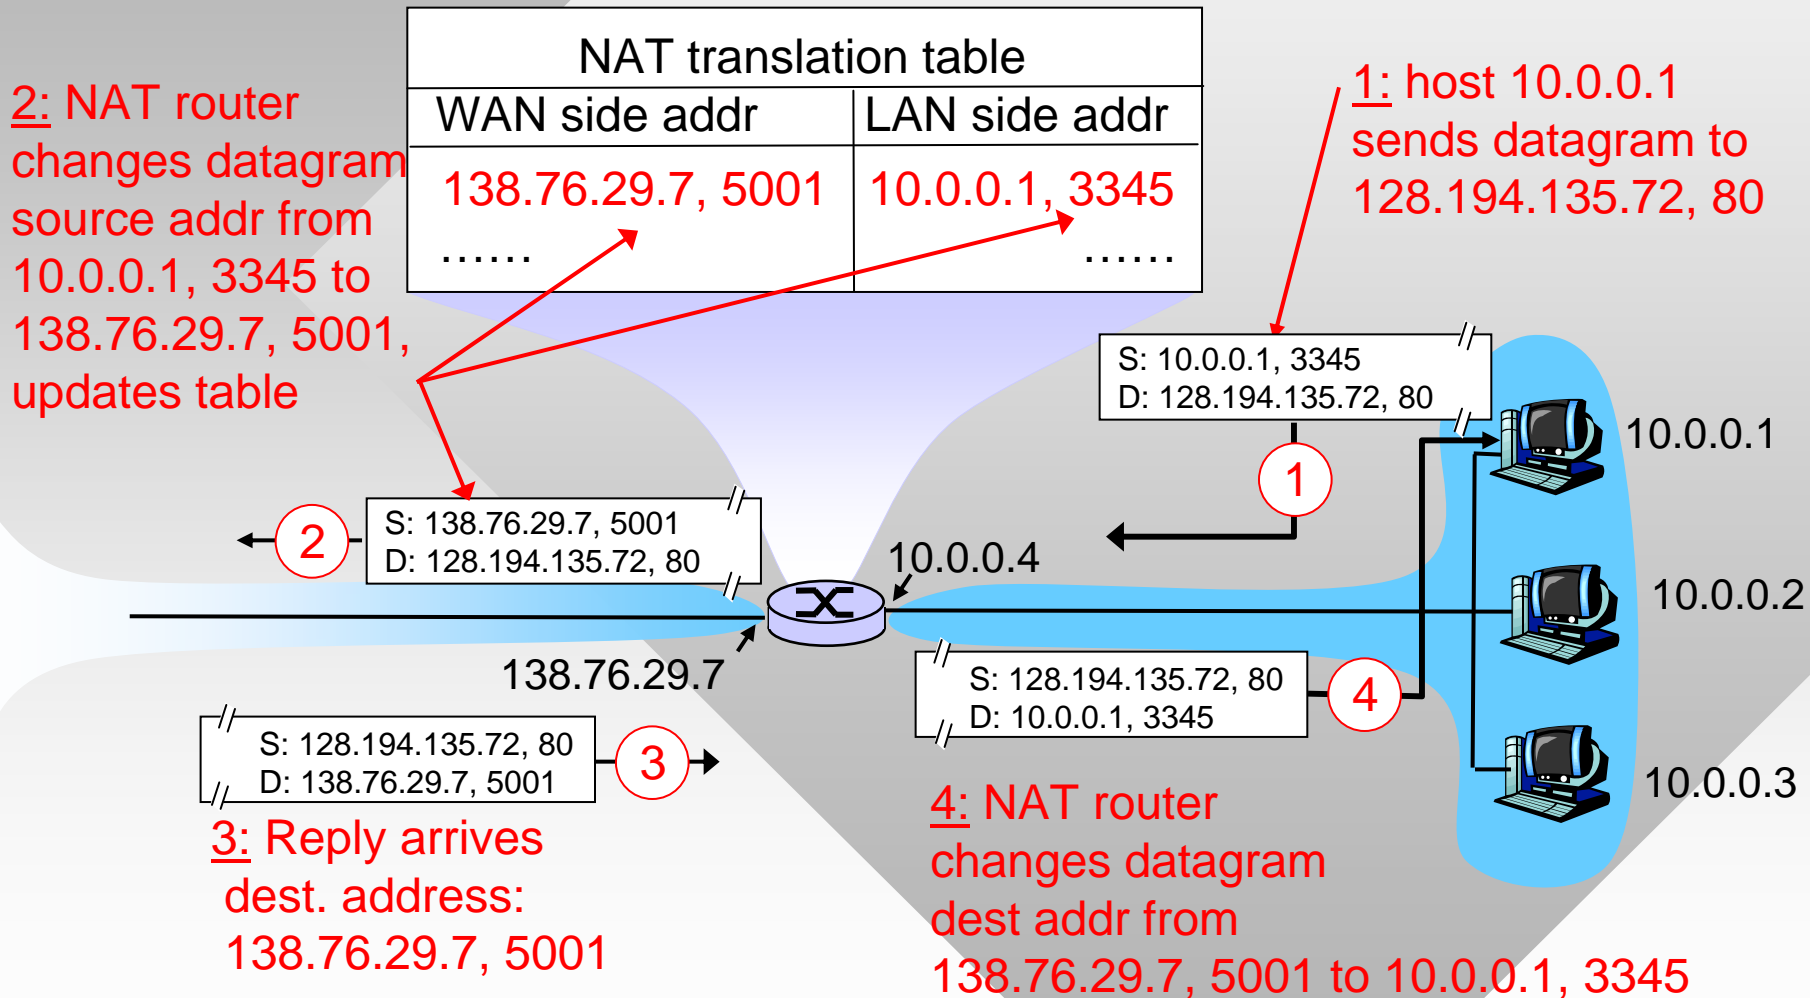 NAT translation table
WAN side addr LAN side addr
138.76.29.7, 5001 10.0.0.1, 3345
...... ......
2: NAT router
changes datagram
source addr from
10.0.0.1, 3345 to
138.76.29.7, 5001,
updates table
1: host 10.0.0.1
sends datagram to
128.194.135.72, 80
S: 10.0.0.1, 3345
D: 128.194.135.72, 80
1
10.0.0.1
S: 138.76.29.7, 5001
D: 128.194.135.72, 80
2
10.0.0.4
10.0.0.2
138.76.29.7
S: 128.194.135.72, 80
D: 10.0.0.1, 3345
4
S: 128.194.135.72, 80
D: 138.76.29.7, 5001
3
10.0.0.3
3: Reply arrives
dest. address:
138.76.29.7, 5001
4: NAT router
changes datagram
dest addr from
138.76.29.7, 5001 to 10.0.0.1, 3345